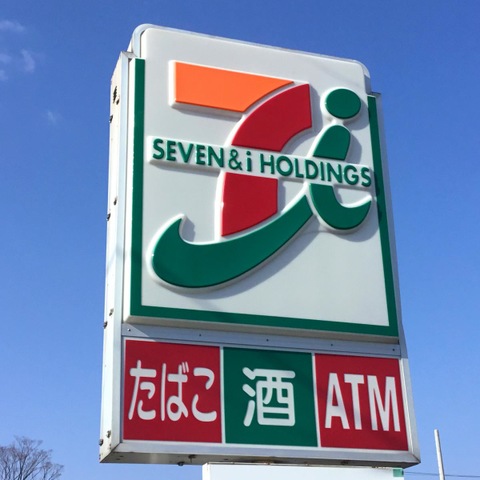 SEVEN & i HOLDINGS
たばこ 酒 ATM